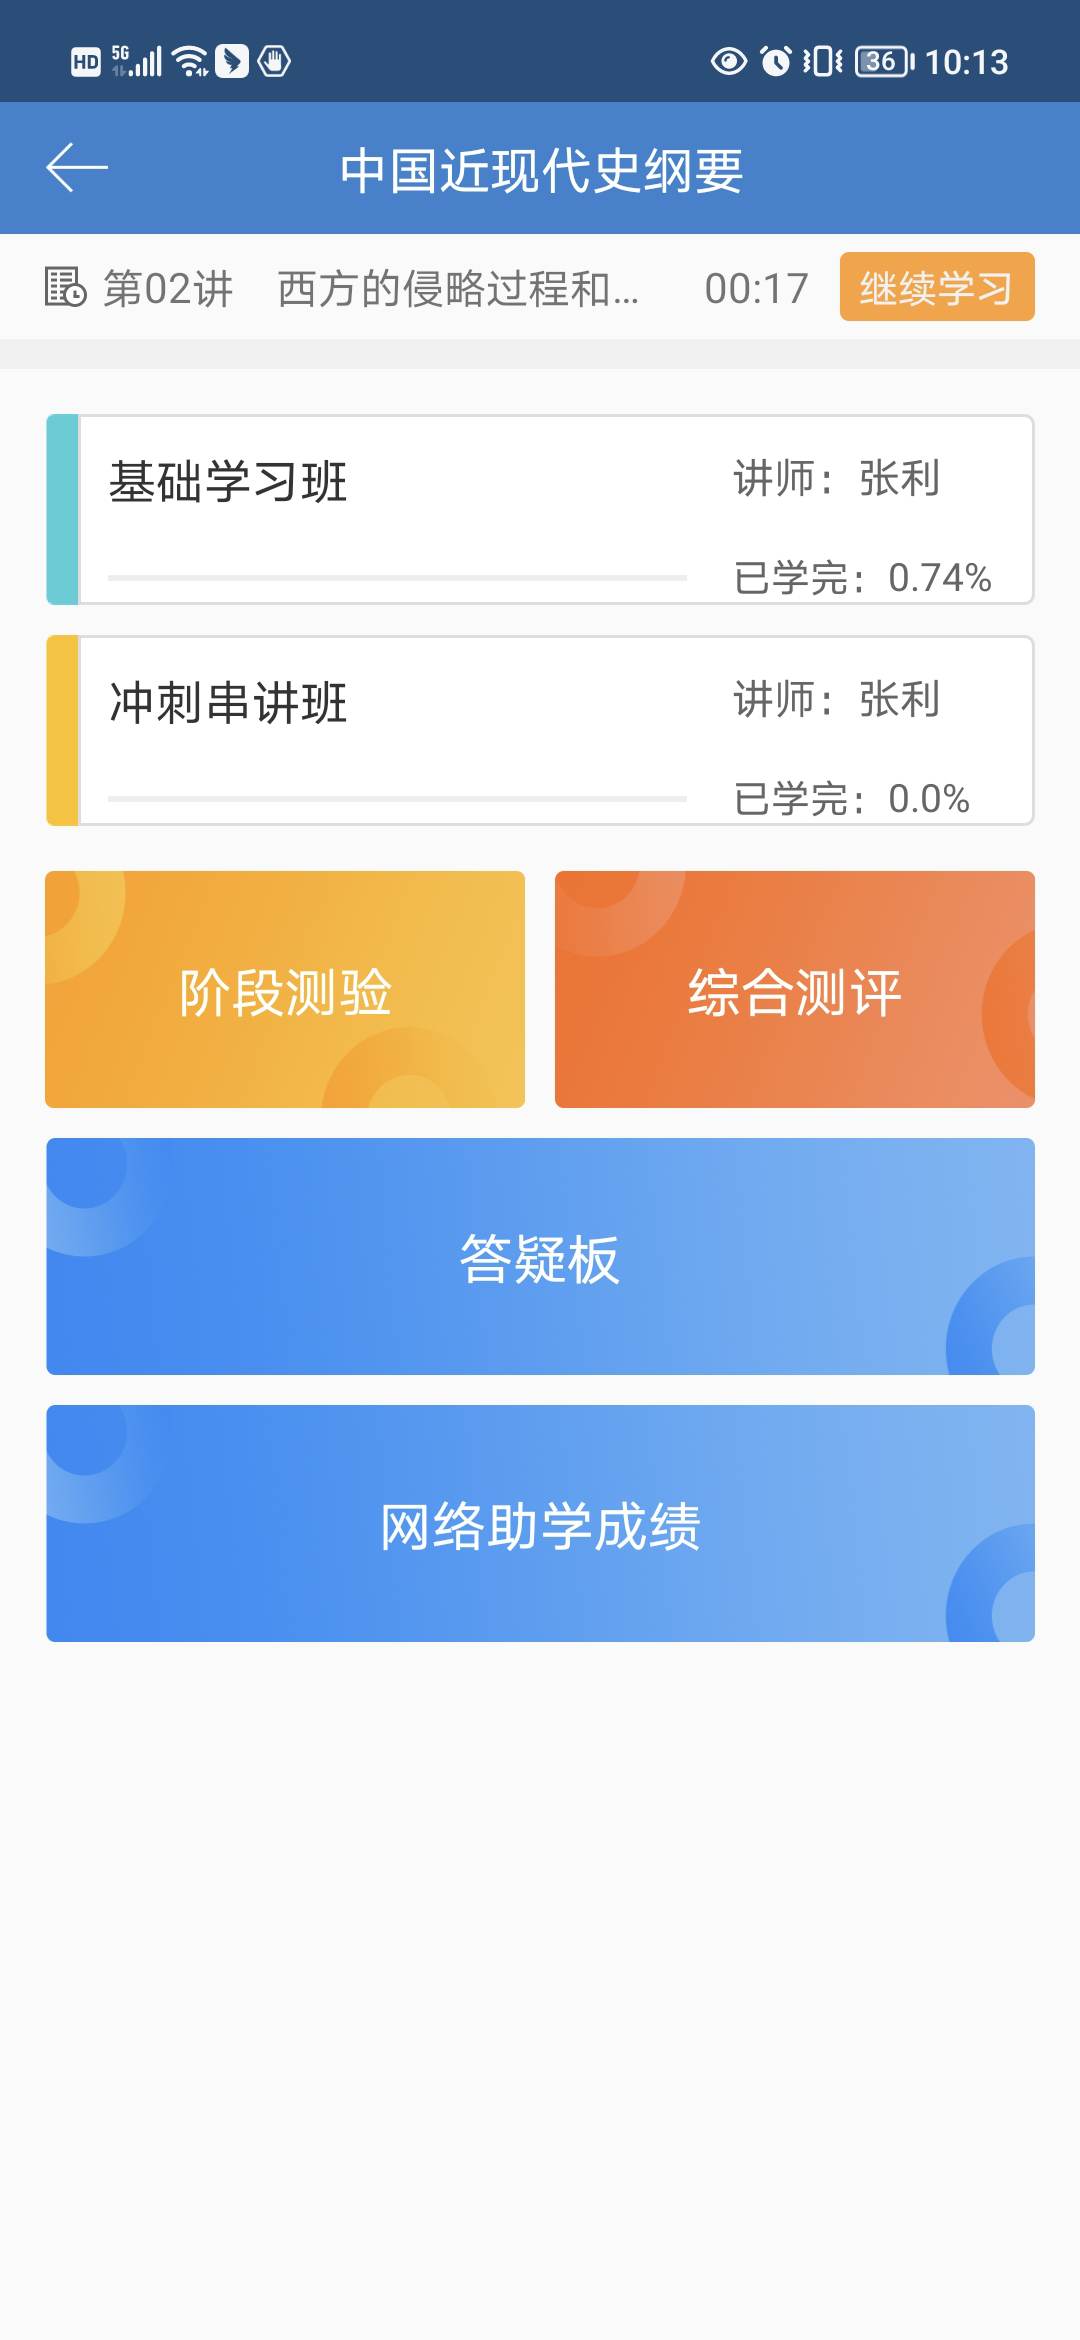 HD 5G 36 10:13
中国近现代史纲要
第02讲 西方的侵略过程和... 00:17 继续学习
基础学习班 讲师：张利
已学完：0.74%
冲刺串讲班 讲师：张利
已学完：0.0%
阶段测验 综合测评
答疑板
网络助学成绩